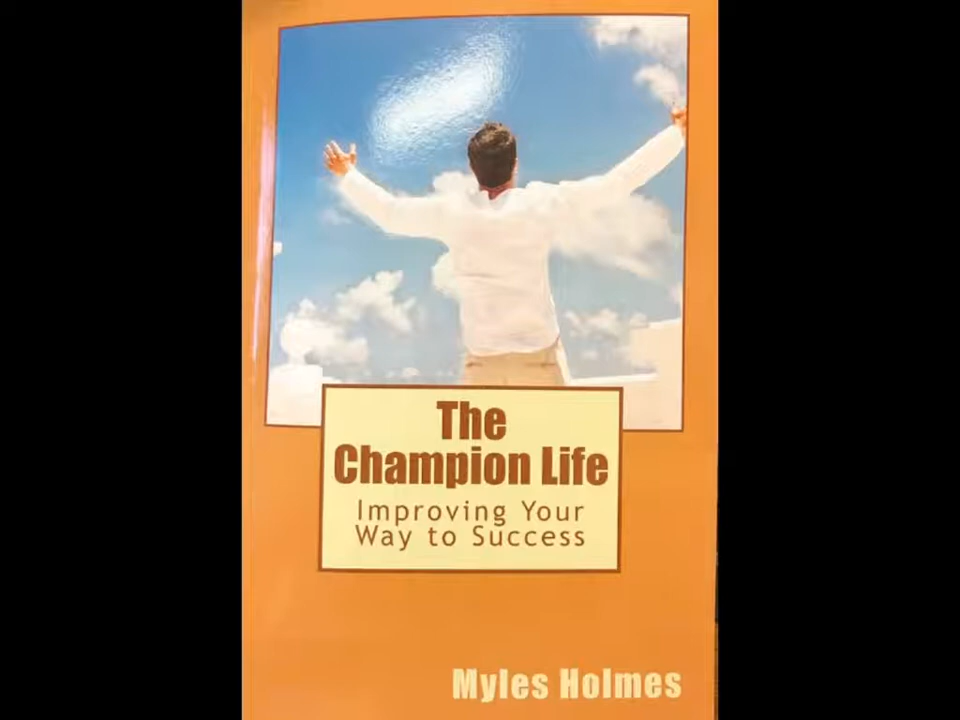 The
Champion Life
Improving Your
Way to Success
Myles Holmes